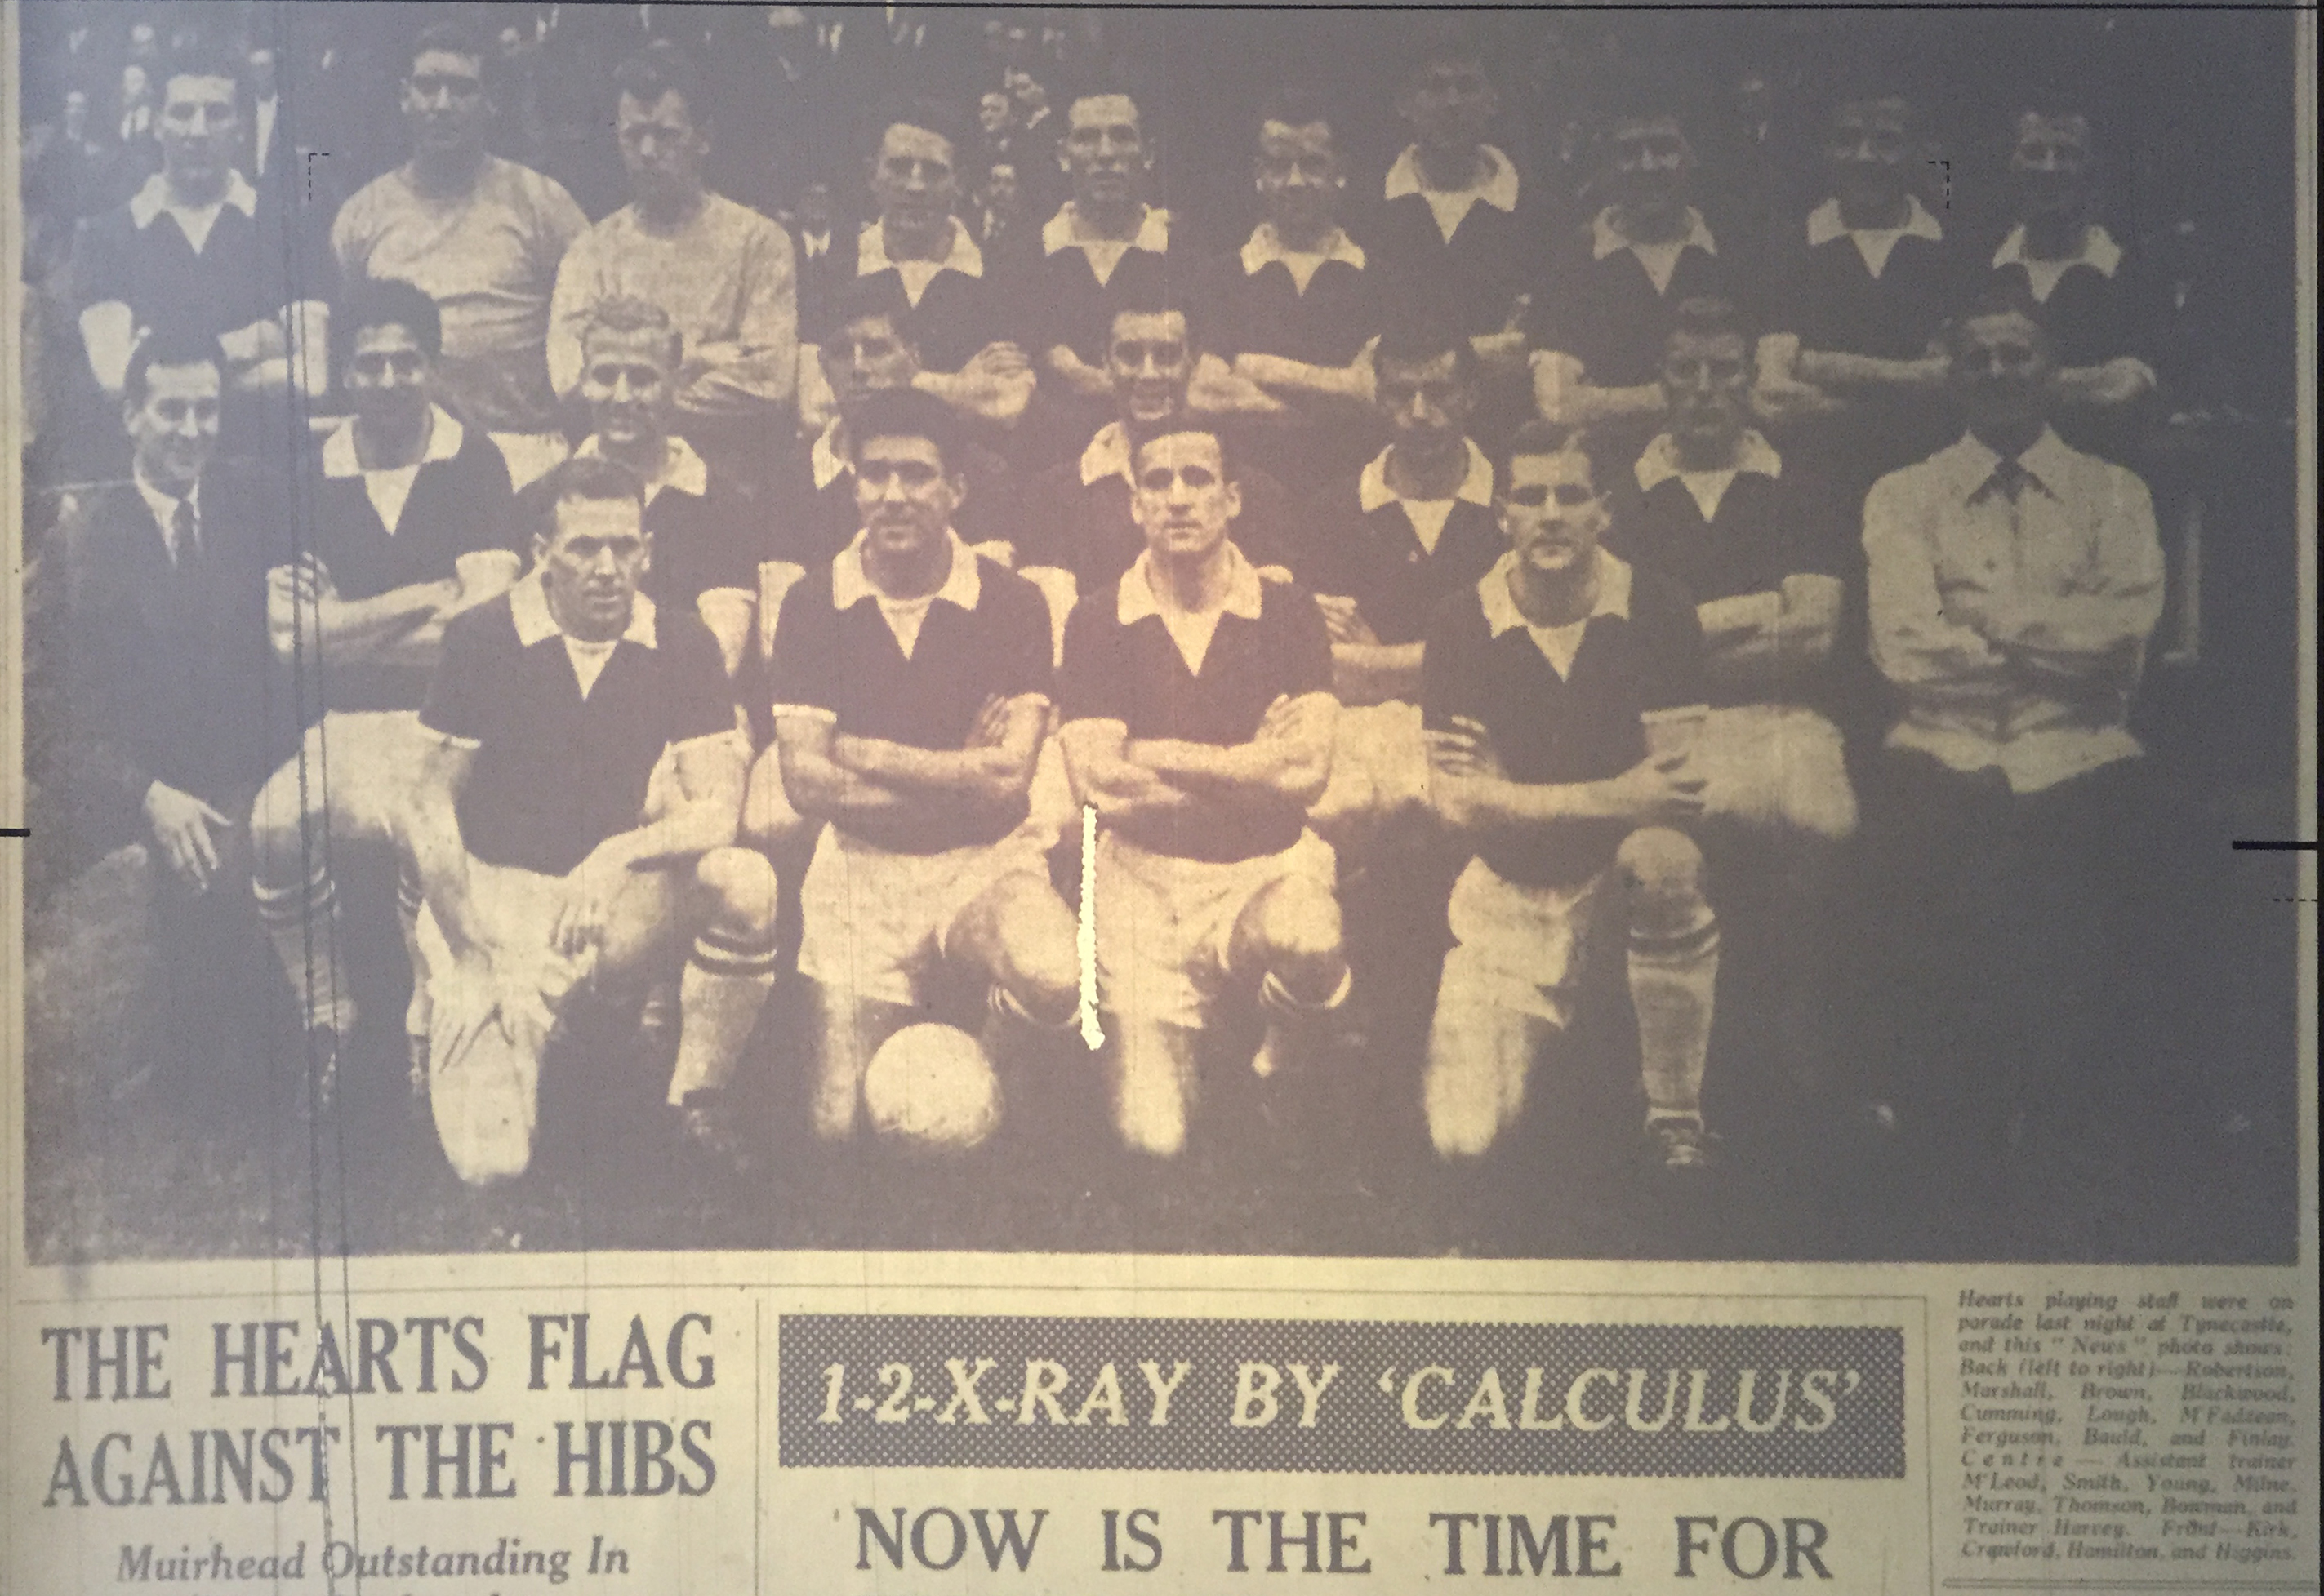 THE HEARTS FLAG
AGAINST THE HIBS
Muirhead Outstanding In
1-2-X-RAY BY ‘CALCULUS’
NOW IS THE TIME FOR
Hearts playing staff were on
parade last night at Tynecastle,
and this " News " photo shows:
Back (left to right)—Robertson,
Marshall, Brown, Blackwood,
Cumming, Lough, M'Fadzean,
Ferguson, Bauld, and Finlay.
Centre — Assistant Trainer
M'Leod, Smith, Young, Milne,
Murray, Thomson, Bowman, and
Trainer Harvey. Front—Kirk,
Crawford, Hamilton, and Higgins.